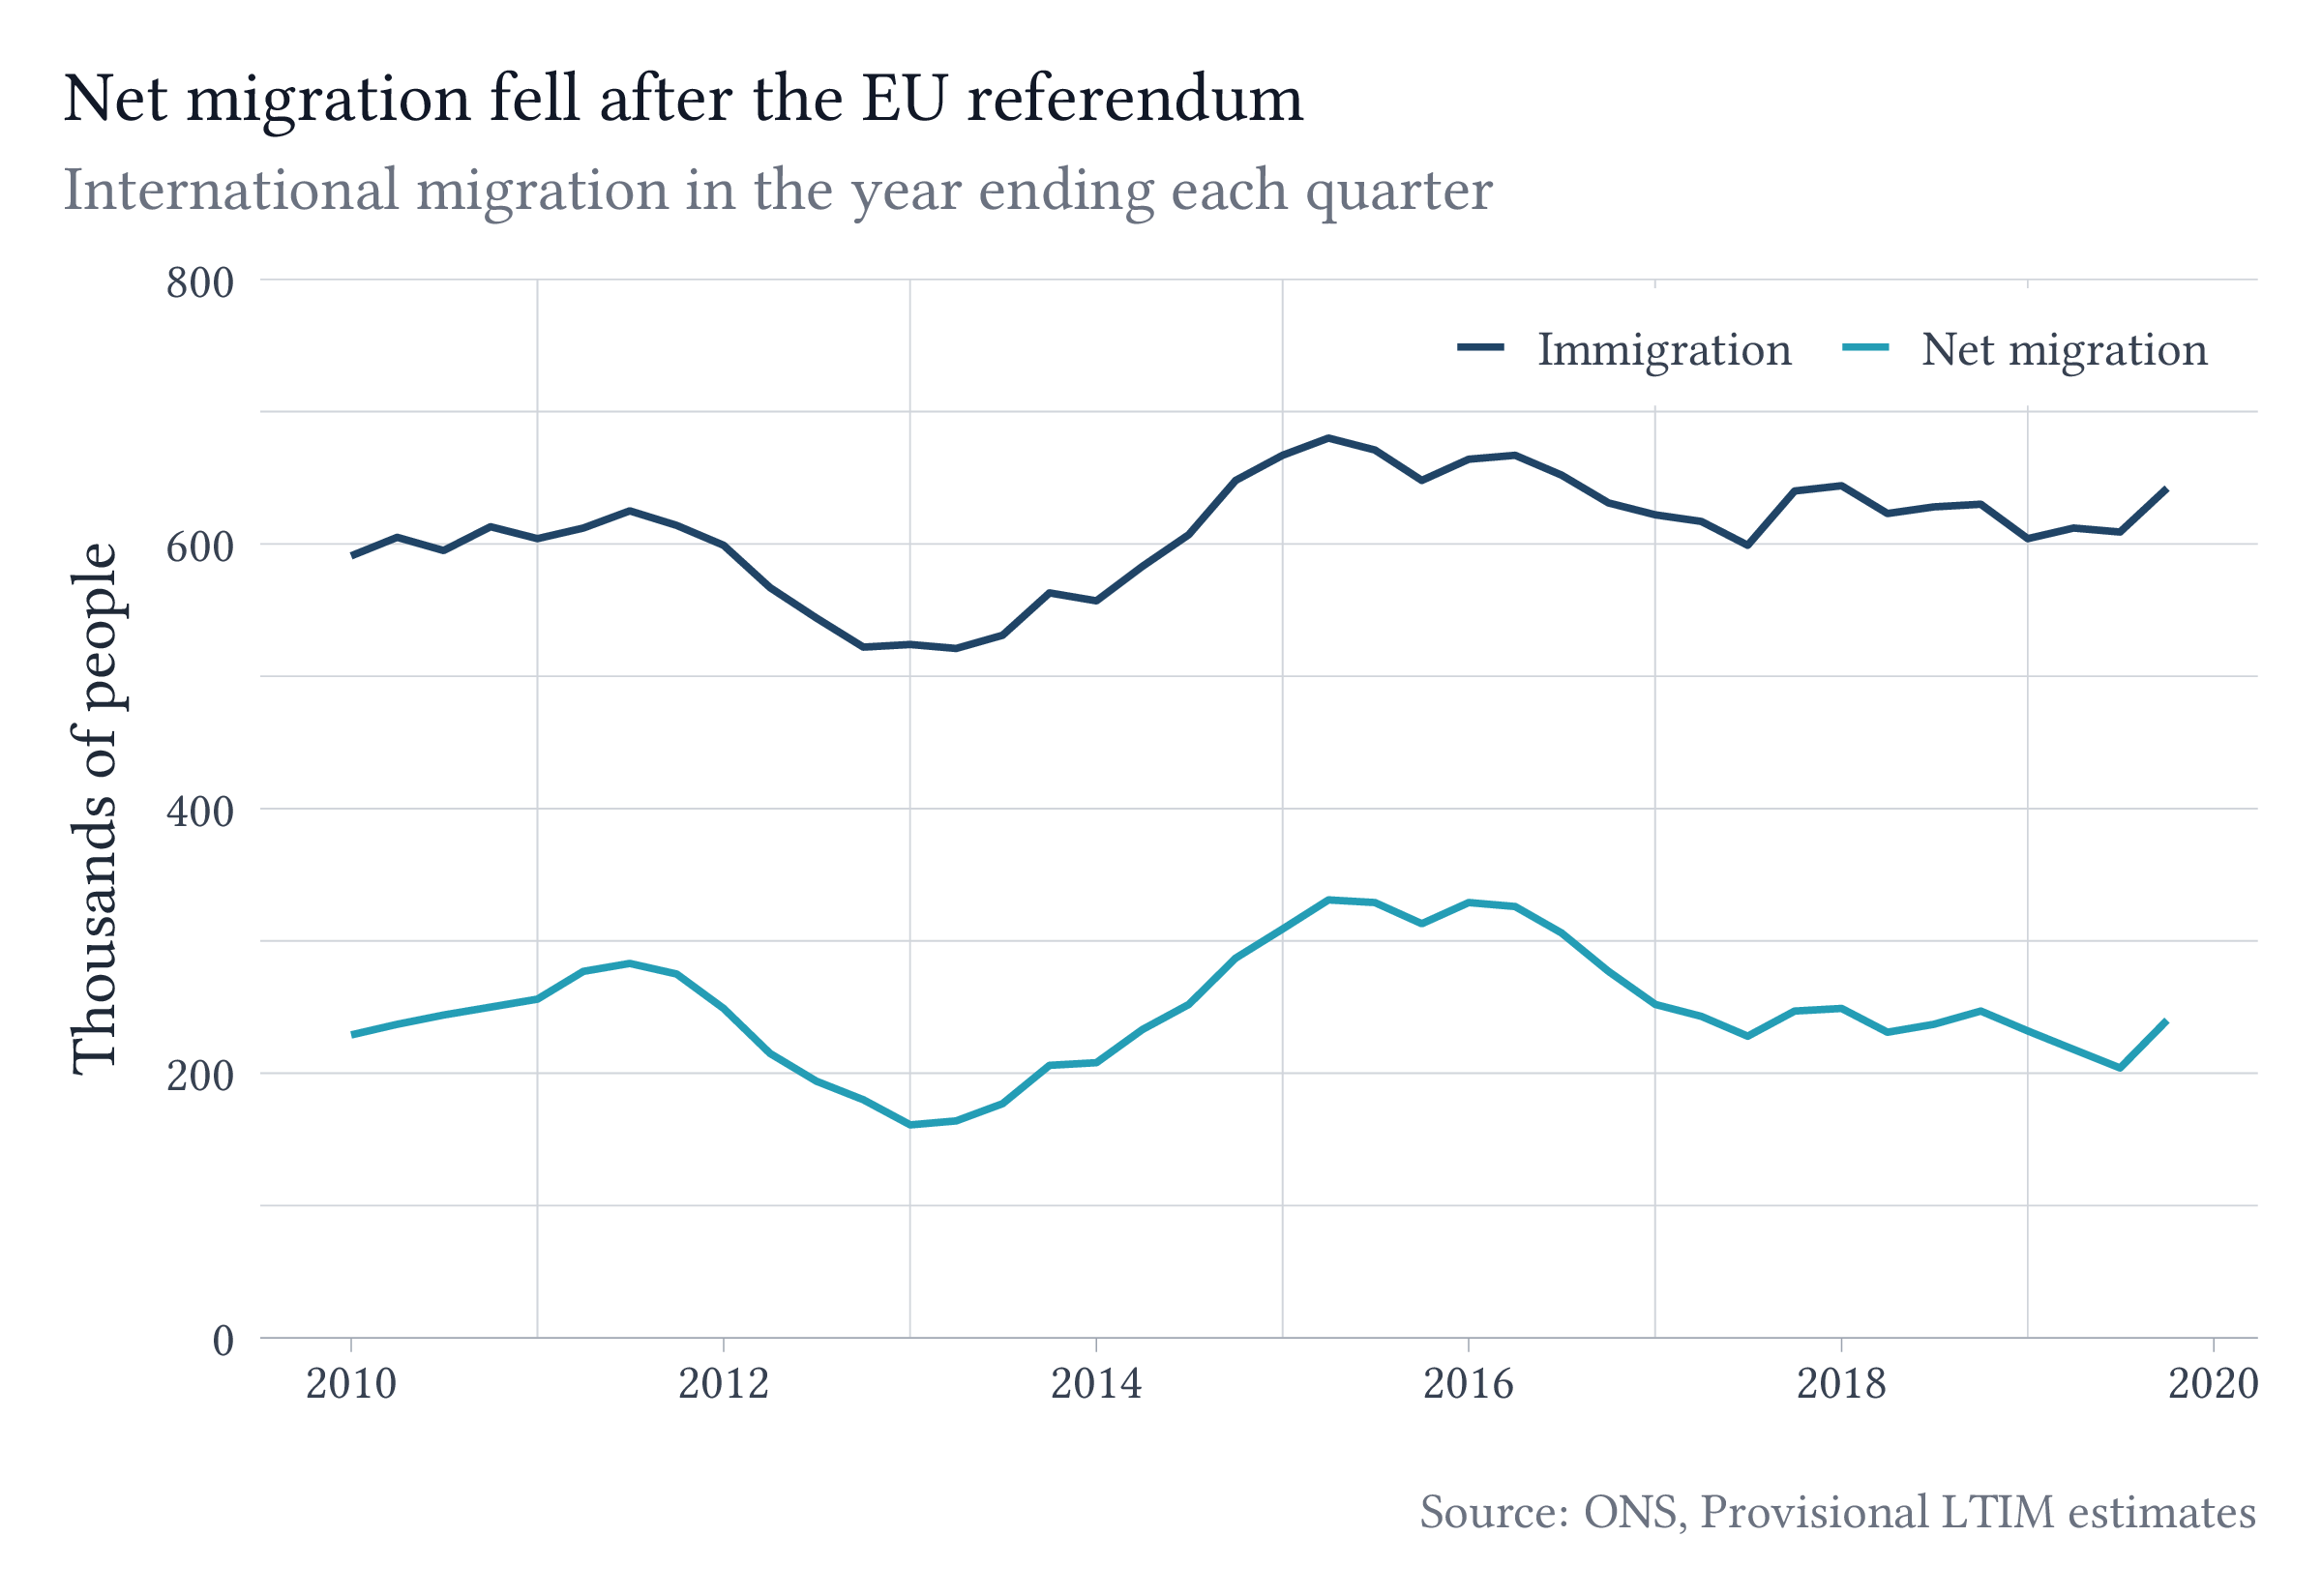 Net migration fell after the EU referendum
International migration in the year ending each quarter
Immigration Net migration
Thousands of people
800
600
400
200
0
2010 2012 2014 2016 2018 2020
Source: ONS, Provisional LTIM estimates